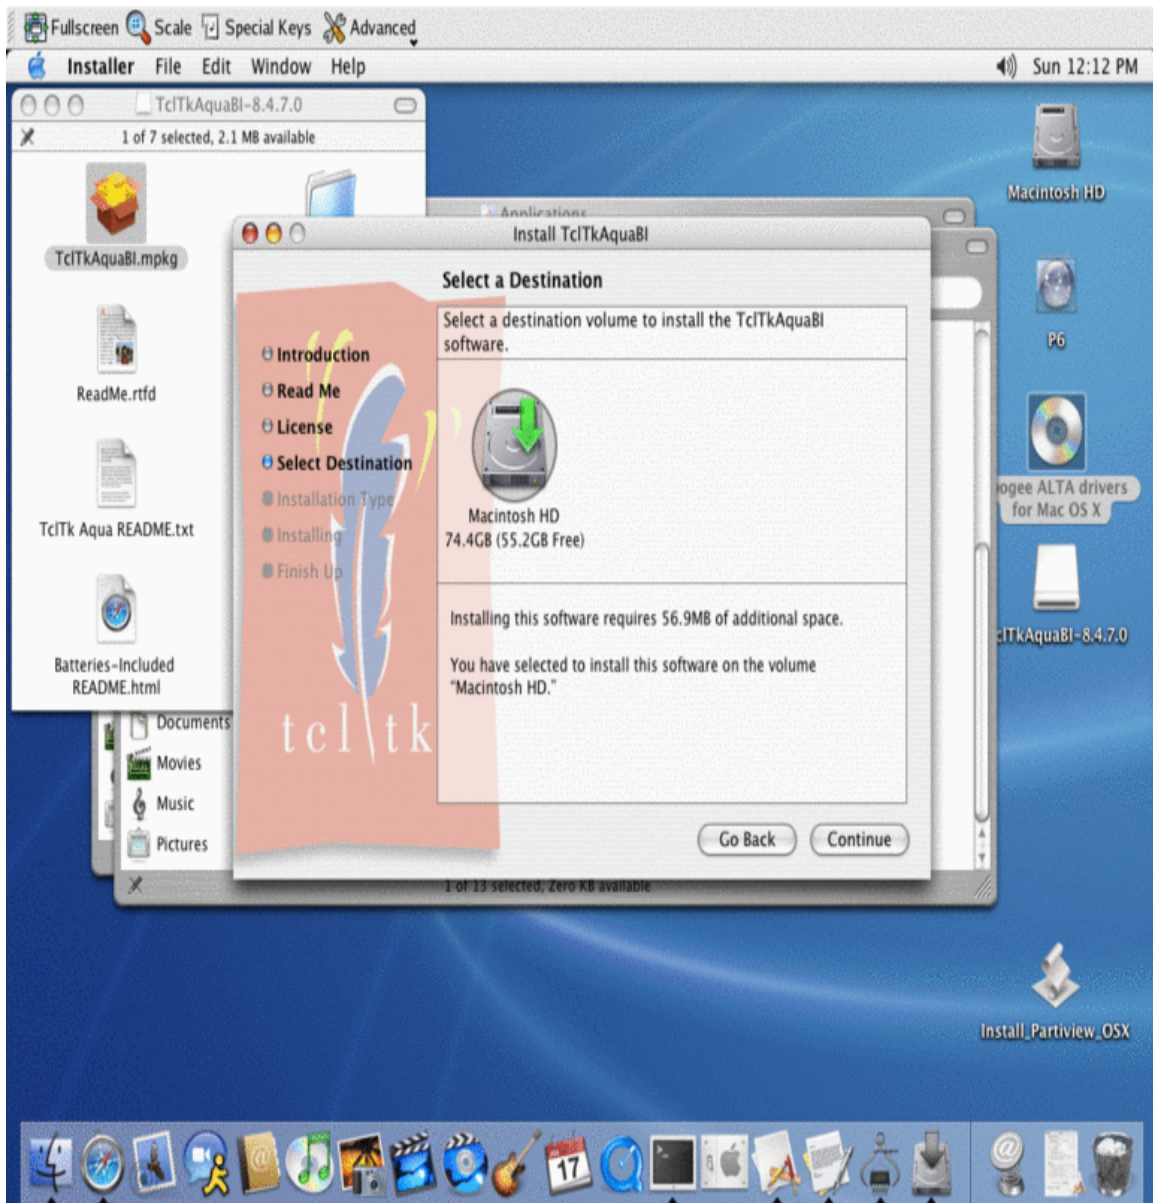 Fullscreen Scale Special Keys Advanced
Installer File Edit Window Help
Sun 12:12 PM
TclTkAquaBI-8.4.7.0
1 of 7 selected, 2.1 MB available
TclTkAquaBI.mpkg
ReadMe.rtfd
TclTk Aqua README.txt
Batteries-Included
README.html
Applications
Install TclTkAquaBI
Select a Destination
Select a destination volume to install the TclTkAquaBI
software.
Introduction
Read Me
License
Select Destination
Installation Type
Installing
Finish Up
tcl tk
Macintosh HD
74.4GB (55.2GB Free)
Installing this software requires 56.9MB of additional space.
You have selected to install this software on the volume
"Macintosh HD."
Go Back
Continue
Documents
Movies
Music
Pictures
1 of 13 selected, Zero KB available
Macintosh HD
P6
ogee ALTA drivers
for Mac OS X
clTkAquaBI-8.4.7.0
Install_Partiview_OSX
17